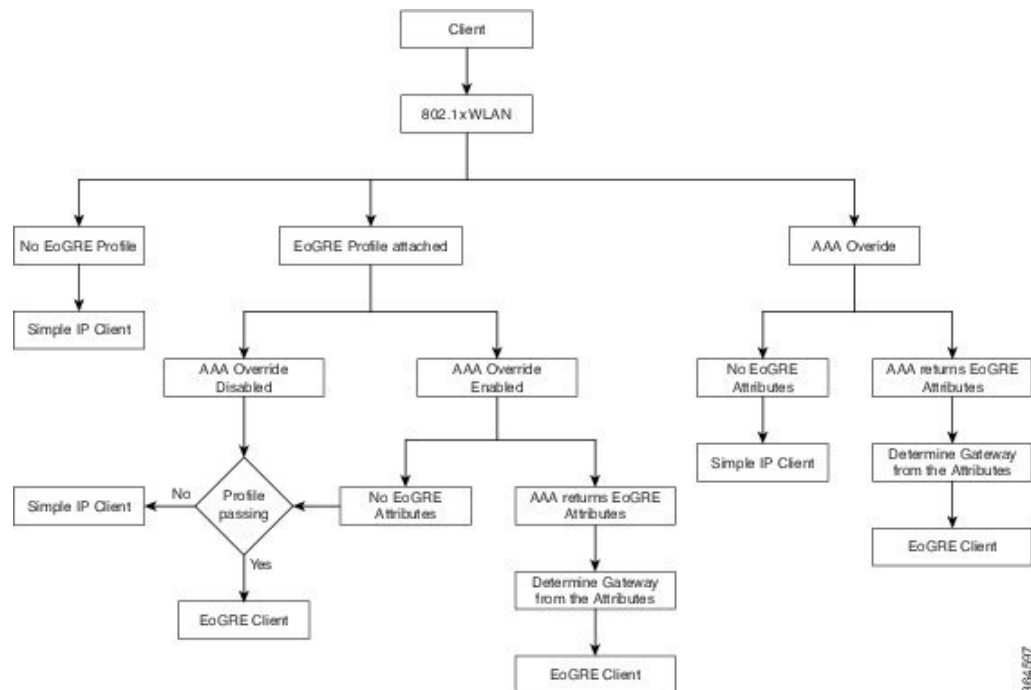 Client
802.1xWLAN
No EoGRE Profile
EoGRE Profile attached
AAA Overide
Simple IP Client
AAA Override
Disabled
AAA Override
Enabled
No EoGRE
Attributes
AAA returns EoGRE
Attributes
Simple IP Client
Determine Gateway
from the Attributes
EoGRE Client
Simple IP Client
No
Profile
passing
Yes
No EoGRE
Attributes
AAA returns EoGRE
Attributes
EoGRE Client
Determine Gateway
from the Attributes
EoGRE Client
364597